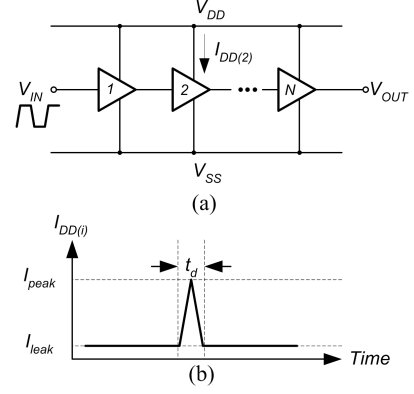 V_DD
I_DD(2)
V_IN
1
2
N
V_OUT
V_SS
(a)
I_DD(i)
I_peak
t_d
I_leak
Time
(b)